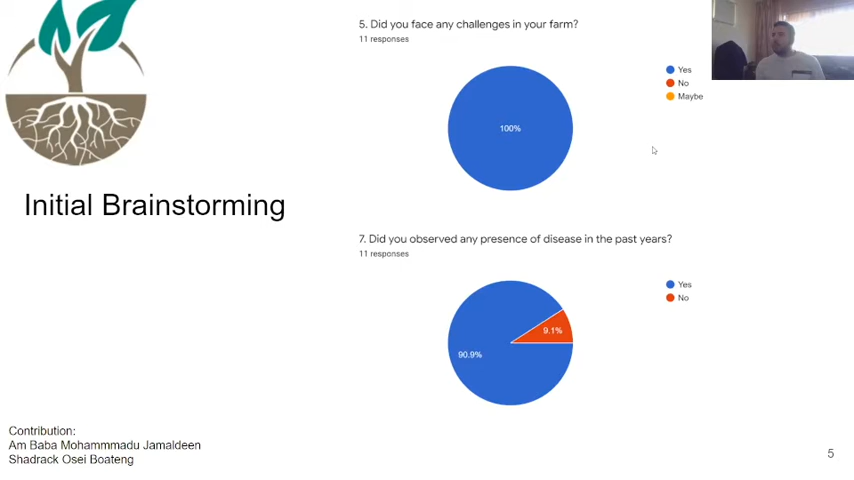 5. Did you face any challenges in your farm?
11 responses
Yes
No
Maybe
100%
Initial Brainstorming
7. Did you observed any presence of disease in the past years?
11 responses
Yes
No
9.1%
90.9%
Contribution:
Am Baba Mohammmadu Jamaldeen
Shadrack Osei Boateng
5